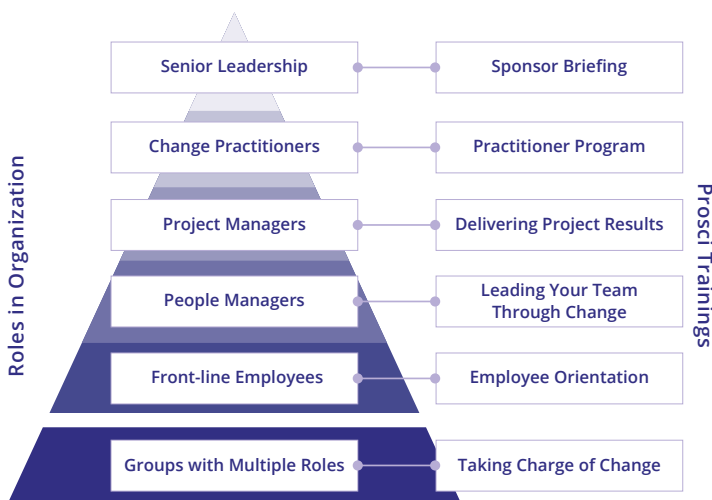 Roles in Organization
Prosci Trainings
Senior Leadership
Sponsor Briefing
Change Practitioners
Practitioner Program
Project Managers
Delivering Project Results
People Managers
Leading Your Team
Through Change
Front-line Employees
Employee Orientation
Groups with Multiple Roles
Taking Charge of Change